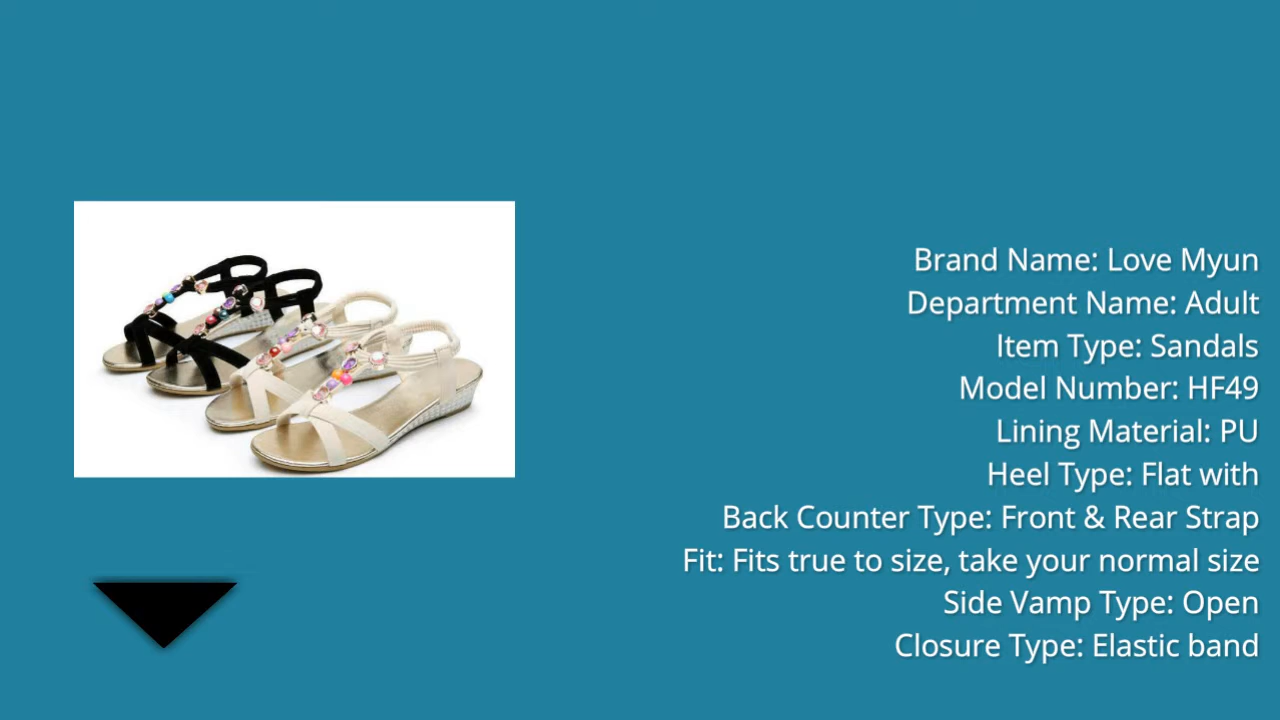 Brand Name: Love Myun
Department Name: Adult
Item Type: Sandals
Model Number: HF49
Lining Material: PU
Heel Type: Flat with
Back Counter Type: Front & Rear Strap
Fit: Fits true to size, take your normal size
Side Vamp Type: Open
Closure Type: Elastic band